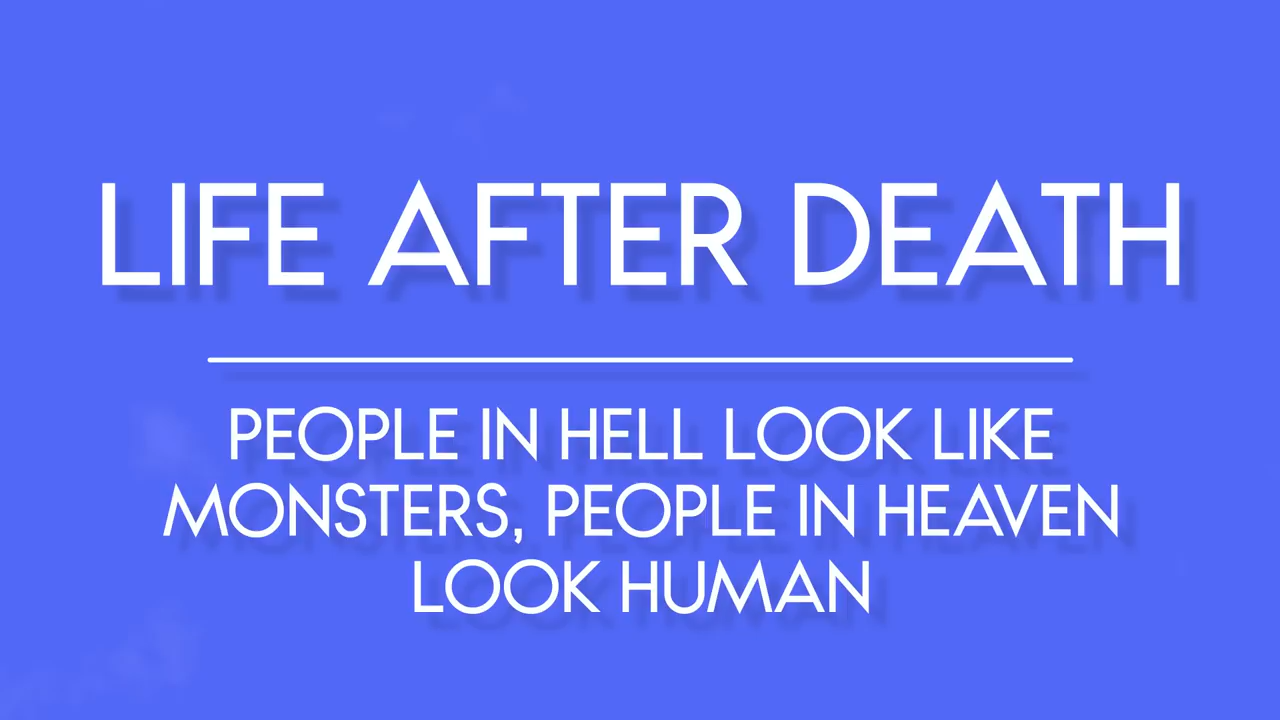 LIFE AFTER DEATH
PEOPLE IN HELL LOOK LIKE
MONSTERS, PEOPLE IN HEAVEN
LOOK HUMAN